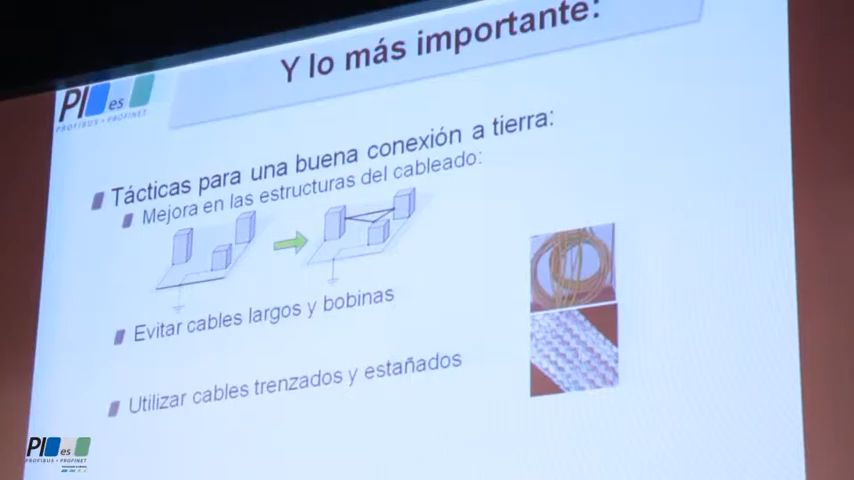 Y lo más importante:
PI es
PROFIBUS • PROFINET
Tácticas para una buena conexión a tierra:
Mejora en las estructuras del cableado:
Evitar cables largos y bobinas
Utilizar cables trenzados y estañados
PI es
PROFIBUS • PROFINET